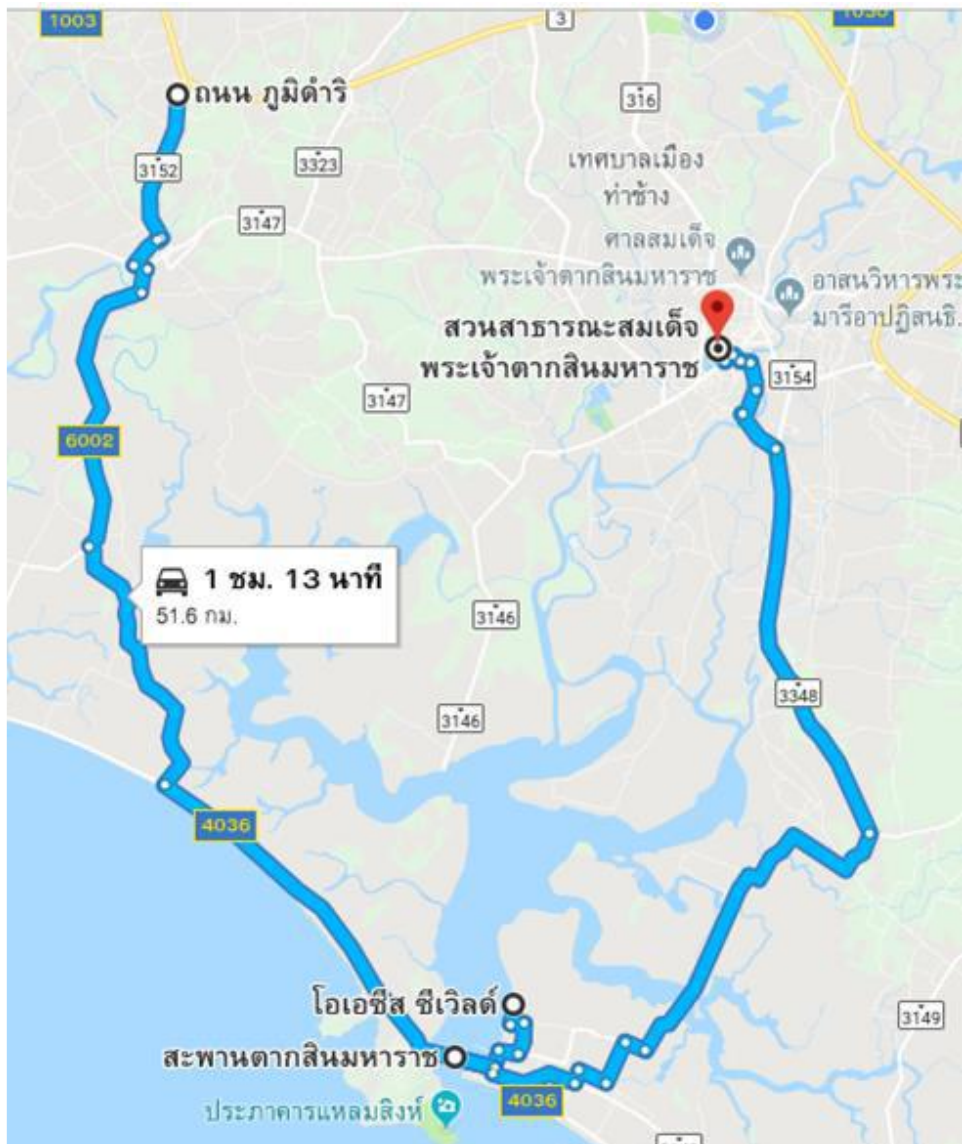 1003
3
1030
ถนน ภูมิดำริ
316
3152
3323
เทศบาลเมือง
ท่าช้าง
3147
ศาลสมเด็จ
พระเจ้าตากสินมหาราช
อาสนวิหารพระ
มารีอาปฏิสนธิ.
สวนสาธารณะสมเด็จ
พระเจ้าตากสินมหาราช
3154
3147
6002
1 ชม. 13 นาที
51.6 กม.
3146
3348
3146
4036
โอเอซีส ซีเวิลด์
3149
สะพานตากสินมหาราช
4036
ประภาคารแหลมสิงห์